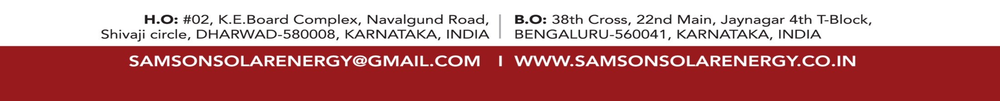 H.O: #02, K.E.Board Complex, Navalgund Road,
Shivaji circle, DHARWAD-580008, KARNATAKA, INDIA
B.O: 38th Cross, 22nd Main, Jaynagar 4th T-Block,
BENGALURU-560041, KARNATAKA, INDIA
SAMSONSOLARENERGY@GMAIL.COM I WWW.SAMSONSOLARENERGY.CO.IN